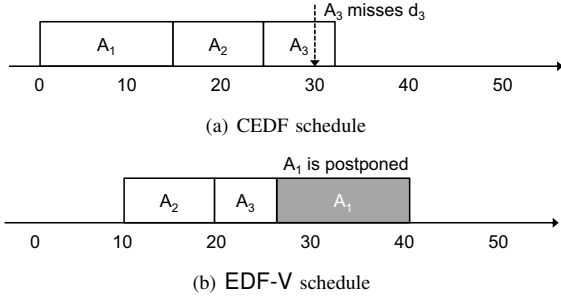 A₃ misses d₃
A₁ A₂ A₃
0 10 20 30 40 50
(a) CEDF schedule
A₁ is postponed
A₂ A₃ A₁
0 10 20 30 40 50
(b) EDF-V schedule